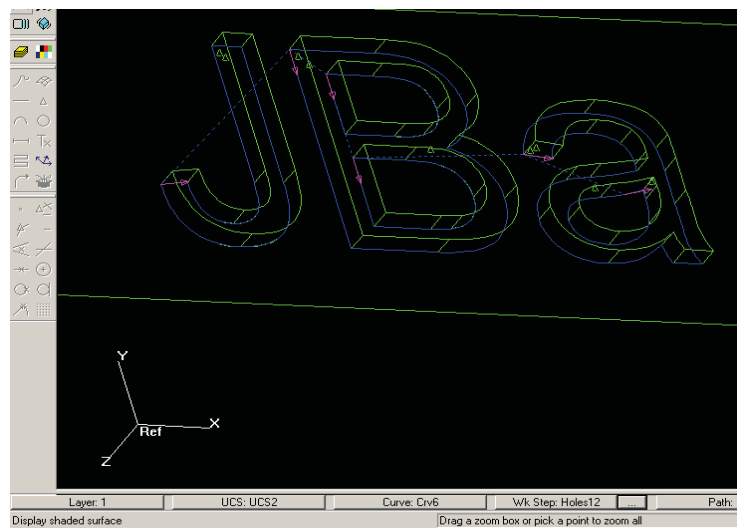 JBa
Y
X
Ref
Z
Layer: 1 UCS: UCS2 Curve: Crv6 Wk Step: Holes12 ... Path:
Display shaded surface Drag a zoom box or pick a point to zoom all